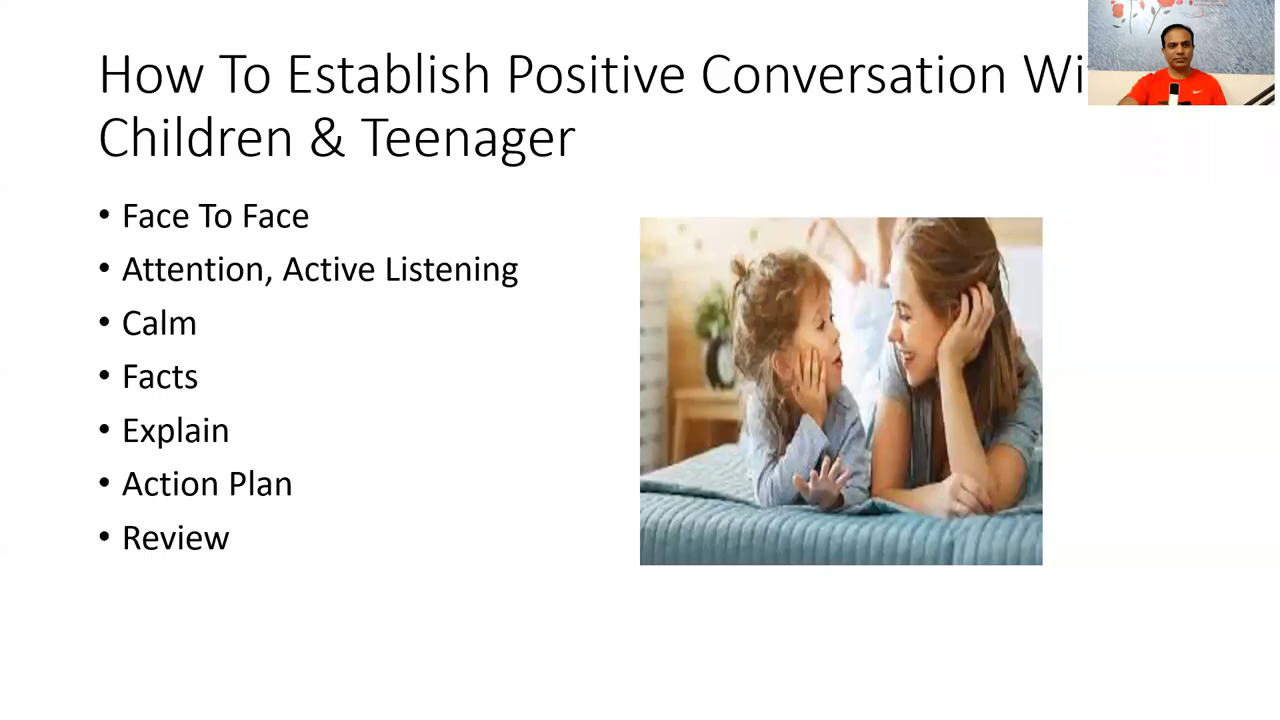 How To Establish Positive Conversation Wi
Children & Teenager
• Face To Face
• Attention, Active Listening
• Calm
• Facts
• Explain
• Action Plan
• Review